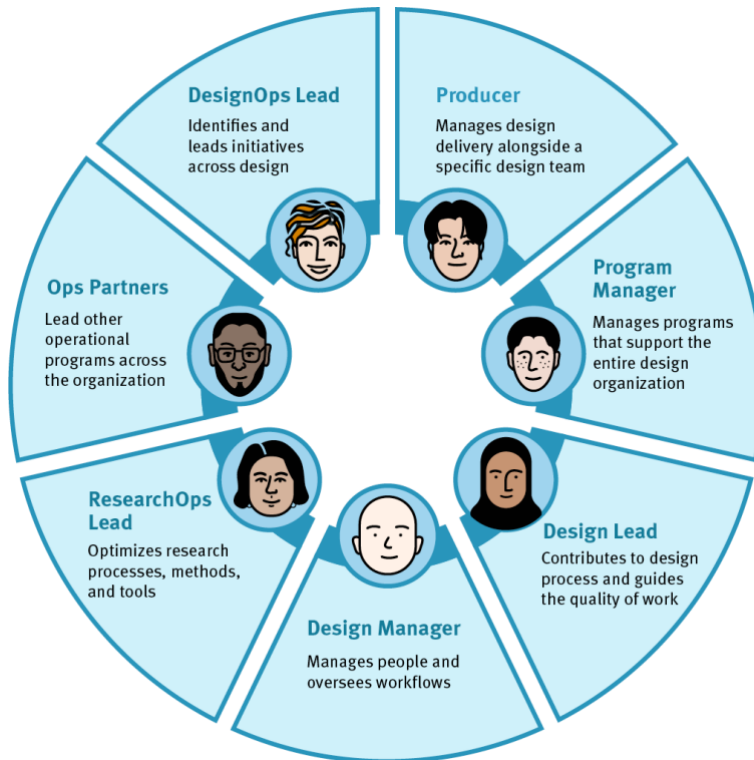 DesignOps Lead
Identifies and
leads initiatives
across design
Producer
Manages design
delivery alongside a
specific design team
Program
Manager
Manages programs
that support the
entire design
organization
Design Lead
Contributes to design
process and guides
the quality of work
Design Manager
Manages people and
oversees workflows
ResearchOps
Lead
Optimizes research
processes, methods,
and tools
Ops Partners
Lead other
operational
programs across
the organization